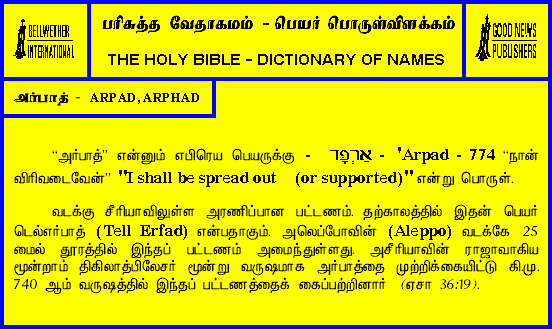 BELLWETHER
INTERNATIONAL
பரிசுத்த வேதாகமம் - பெயர் பொருள்விளக்கம்
THE HOLY BIBLE - DICTIONARY OF NAMES
GOOD NEWS
PUBLISHERS
அர்பாத் - ARPAD, ARPHAD
“அர்பாத்” என்னும் எபிரெய பெயருக்கு - אַרְפָּד - 'Arpad - 774 “நான்
விரிவடைவேன்” "I shall be spread out (or supported)" என்று பொருள்.
வடக்கு சீரியாவிலுள்ள அரணிப்பான பட்டணம். தற்காலத்தில் இதன் பெயர்
டெல்எர்பாத் (Tell Erfad) என்பதாகும். அலெப்போவின் (Aleppo) வடக்கே 25
மைல் தூரத்தில் இந்தப் பட்டணம் அமைந்துள்ளது. அசீரியாவின் ராஜாவாகிய
மூன்றாம் திகிலாத்பிலேசர் மூன்று வருஷமாக அர்பாத்தை முற்றிக்கையிட்டு கி.மு.
740 ஆம் வருஷத்தில் இந்தப் பட்டணத்தைக் கைப்பற்றினார் (ஏசா 36:19).